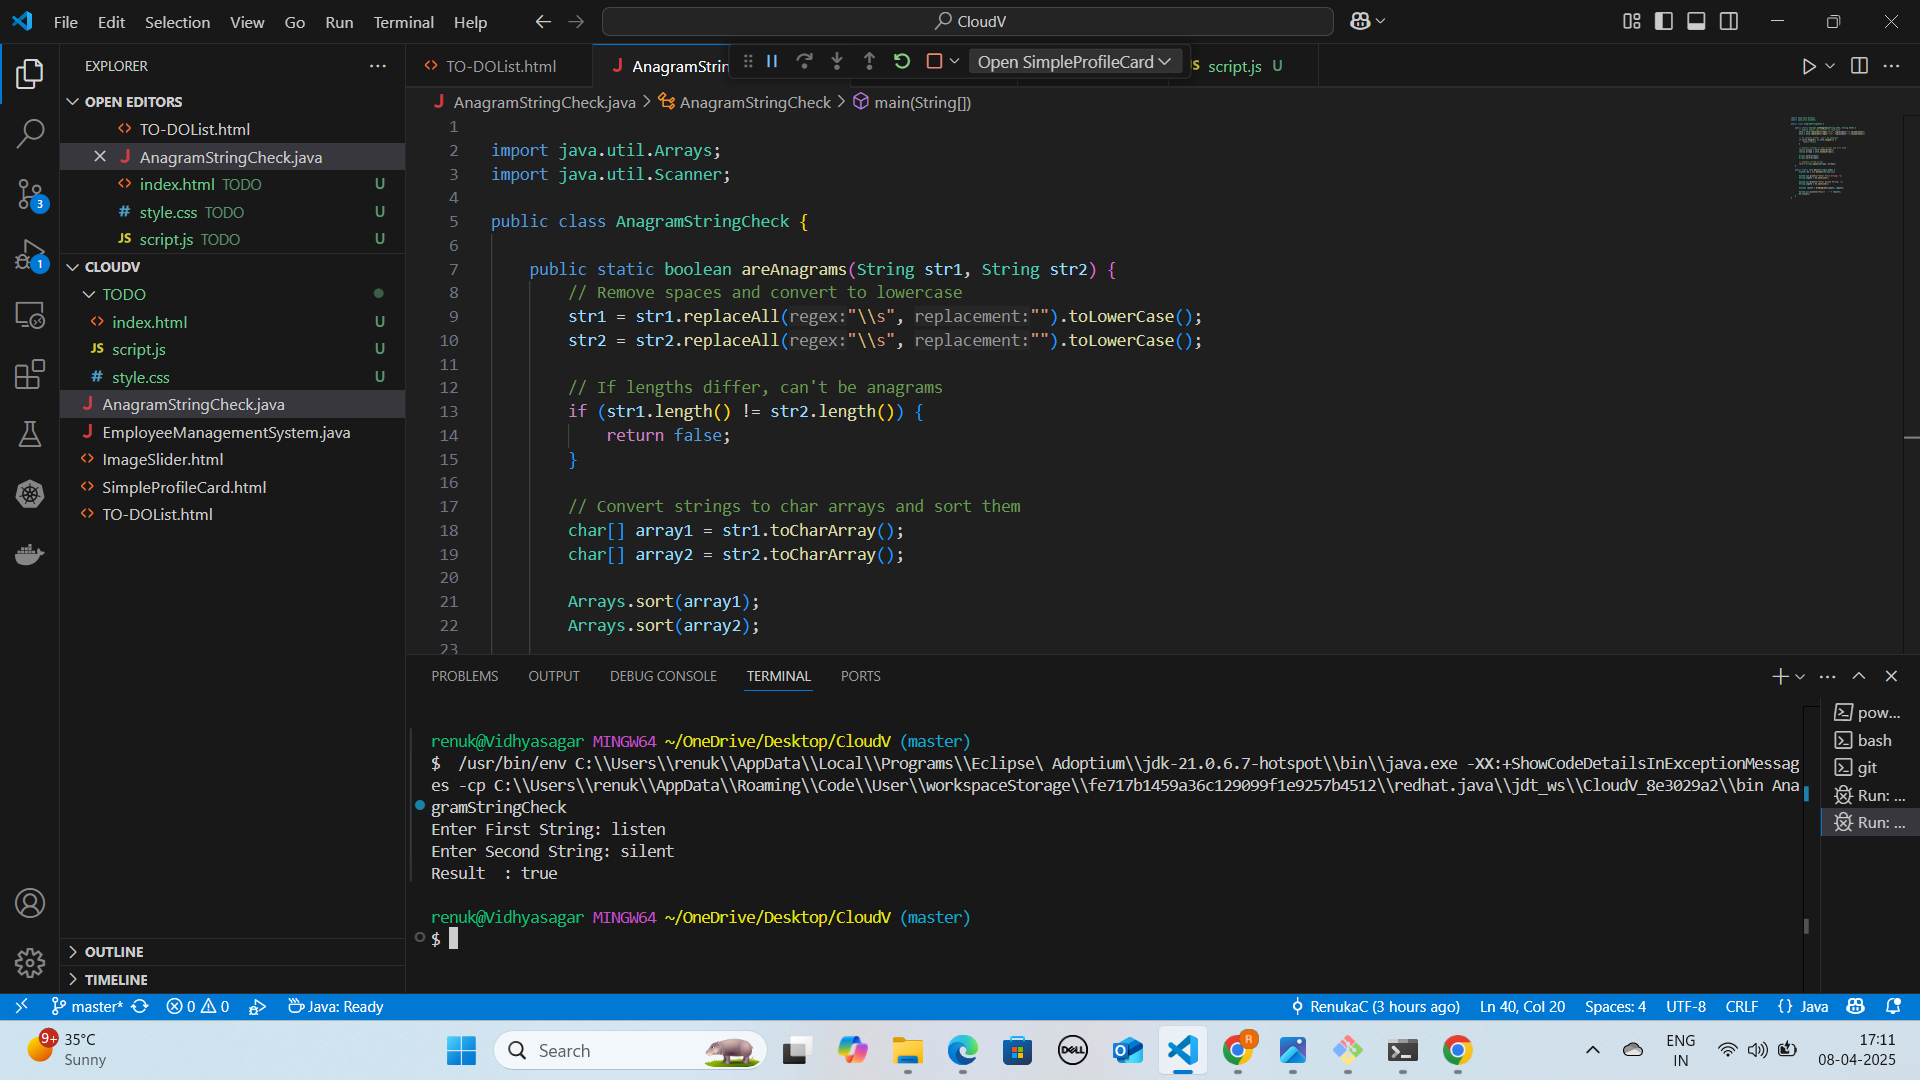 File Edit Selection View Go Run Terminal Help
CloudV
EXPLORER
TO-DOList.html
AnagramStrin
Open SimpleProfileCard
script.js U
OPEN EDITORS
TO-DOList.html
AnagramStringCheck.java
index.html TODO U
style.css TODO U
script.js TODO U
CLOUDV
TODO
index.html U
script.js U
style.css U
AnagramStringCheck.java
EmployeeManagementSystem.java
ImageSlider.html
SimpleProfileCard.html
TO-DOList.html
OUTLINE
TIMELINE
3
1
AnagramStringCheck.java > AnagramStringCheck > main(String[])
1
2 import java.util.Arrays;
3 import java.util.Scanner;
4
5 public class AnagramStringCheck {
6
7 public static boolean areAnagrams(String str1, String str2) {
8 // Remove spaces and convert to lowercase
9 str1 = str1.replaceAll(regex:"\\s", replacement:"").toLowerCase();
10 str2 = str2.replaceAll(regex:"\\s", replacement:"").toLowerCase();
11
12 // If lengths differ, can't be anagrams
13 if (str1.length() != str2.length()) {
14 return false;
15 }
16
17 // Convert strings to char arrays and sort them
18 char[] array1 = str1.toCharArray();
19 char[] array2 = str2.toCharArray();
20
21 Arrays.sort(array1);
22 Arrays.sort(array2);
23
PROBLEMS OUTPUT DEBUG CONSOLE TERMINAL PORTS
renuk@Vidhyasagar MINGW64 ~/OneDrive/Desktop/CloudV (master)
$ /usr/bin/env C:\\Users\\renuk\\AppData\\Local\\Programs\\Eclipse\ Adoptium\\jdk-21.0.6.7-hotspot\\bin\\java.exe -XX:+ShowCodeDetailsInExceptionMessag
es -cp C:\\Users\\renuk\\AppData\\Roaming\\Code\\User\\workspaceStorage\\fe717b1459a36c129099f1e9257b4512\\redhat.java\\jdt_ws\\CloudV_8e3029a2\\bin Ana
gramStringCheck
Enter First String: listen
Enter Second String: silent
Result  : true
renuk@Vidhyasagar MINGW64 ~/OneDrive/Desktop/CloudV (master)
$
pow...
bash
git
Run: ...
Run: ...
master* 0 0 Java: Ready
RenukaC (3 hours ago) Ln 40, Col 20 Spaces: 4 UTF-8 CRLF {} Java
9+ 35°C
Sunny
Search
DELL
R
ENG
IN
17:11
08-04-2025